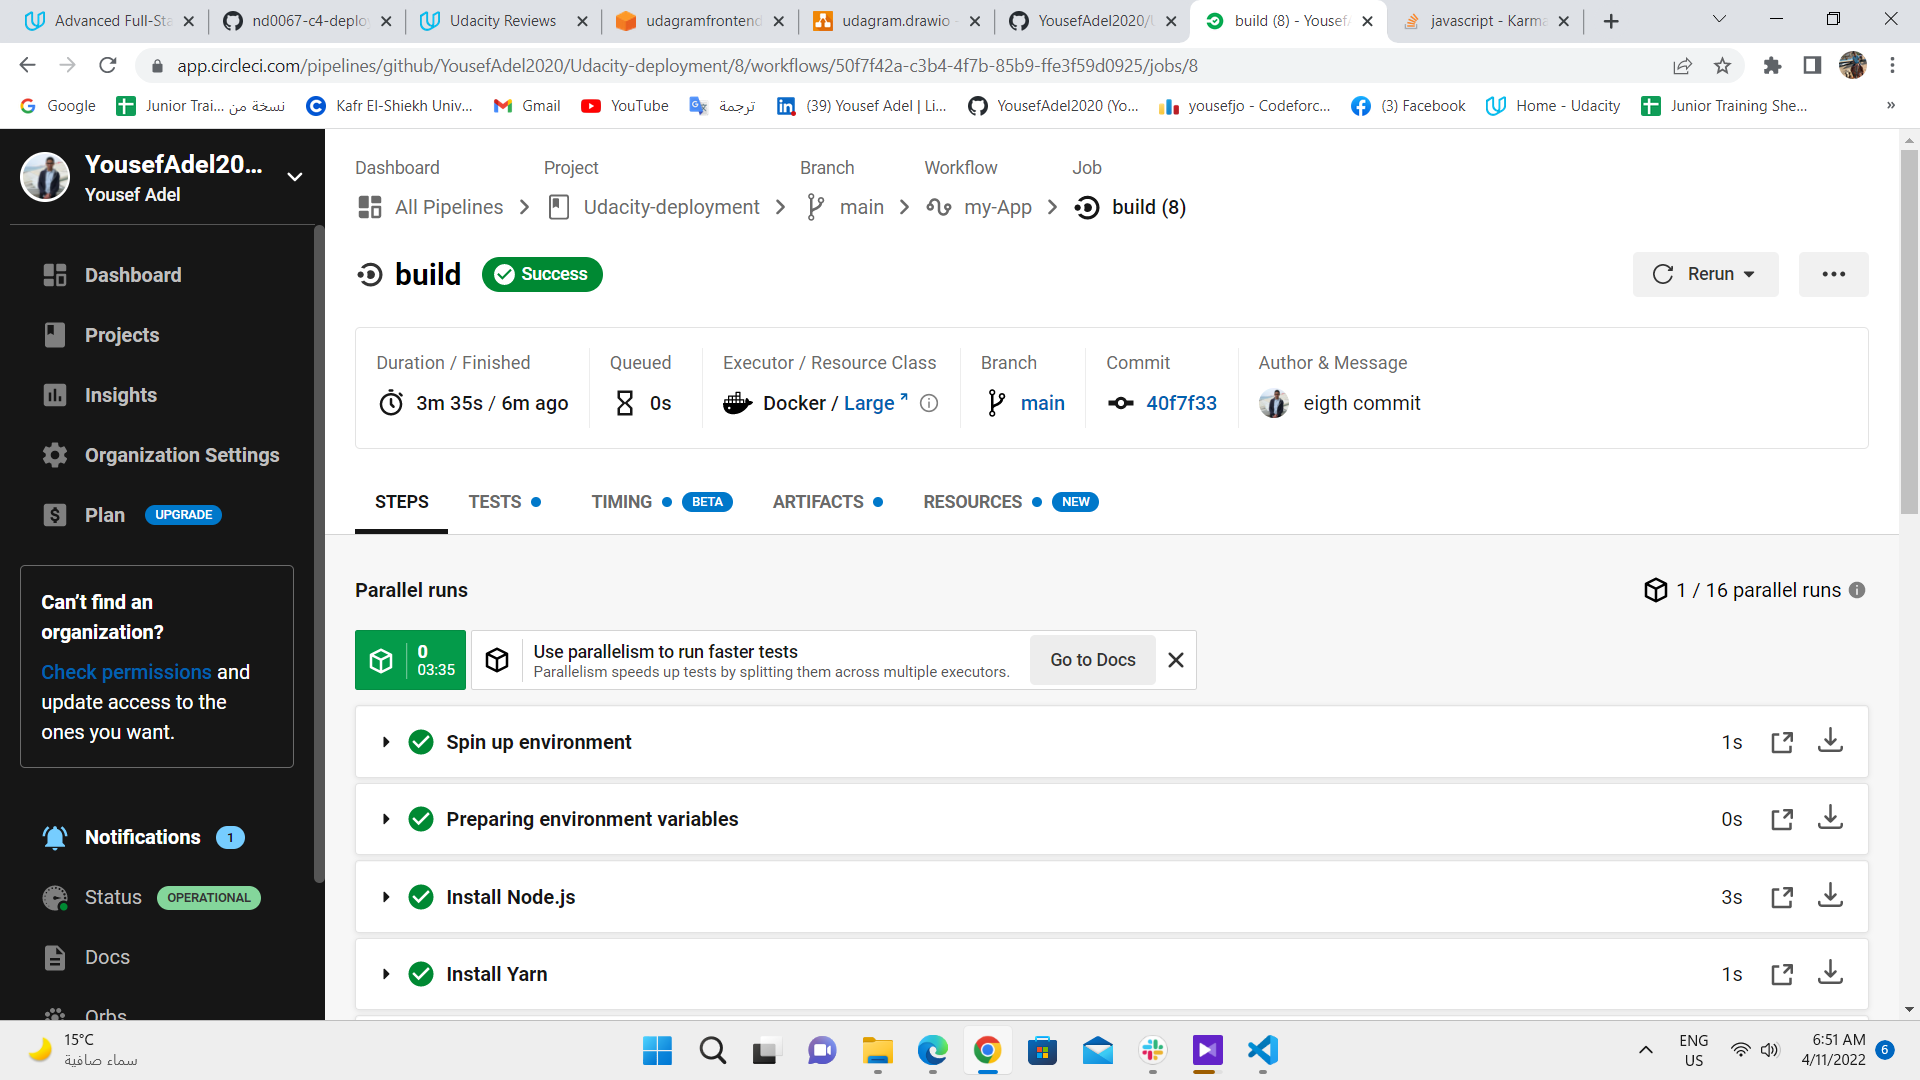 Advanced Full-Sta
nd0067-c4-deploy
Udacity Reviews
udagramfrontend
udagram.drawio -
YousefAdel2020/U
build (8) - YousefA
javascript - Karma
app.circleci.com/pipelines/github/YousefAdel2020/Udacity-deployment/8/workflows/50f7f42a-c3b4-4f7b-85b9-ffe3f59d0925/jobs/8
Google
Junior Trai... نسخة من
Kafr El-Shiekh Univ...
Gmail
YouTube
ترجمة
(39) Yousef Adel | Li...
YousefAdel2020 (Yo...
yousefjo - Codeforc...
(3) Facebook
Home - Udacity
Junior Training She...
»
YousefAdel20...
Yousef Adel
Dashboard
Projects
Insights
Organization Settings
Plan UPGRADE
Can't find an
organization?
Check permissions and
update access to the
ones you want.
Notifications 1
Status OPERATIONAL
Docs
Orbs
Dashboard Project Branch Workflow Job
All Pipelines Udacity-deployment main my-App build (8)
build Success
Rerun
Duration / Finished Queued Executor / Resource Class Branch Commit Author & Message
3m 35s / 6m ago 0s Docker / Large main 40f7f33 eigth commit
STEPS TESTS TIMING BETA ARTIFACTS RESOURCES NEW
Parallel runs
1 / 16 parallel runs
0
03:35
Use parallelism to run faster tests
Parallelism speeds up tests by splitting them across multiple executors.
Go to Docs
Spin up environment 1s
Preparing environment variables 0s
Install Node.js 3s
Install Yarn 1s
15°C
سماء صافية
ENG
US
6:51 AM
4/11/2022
6